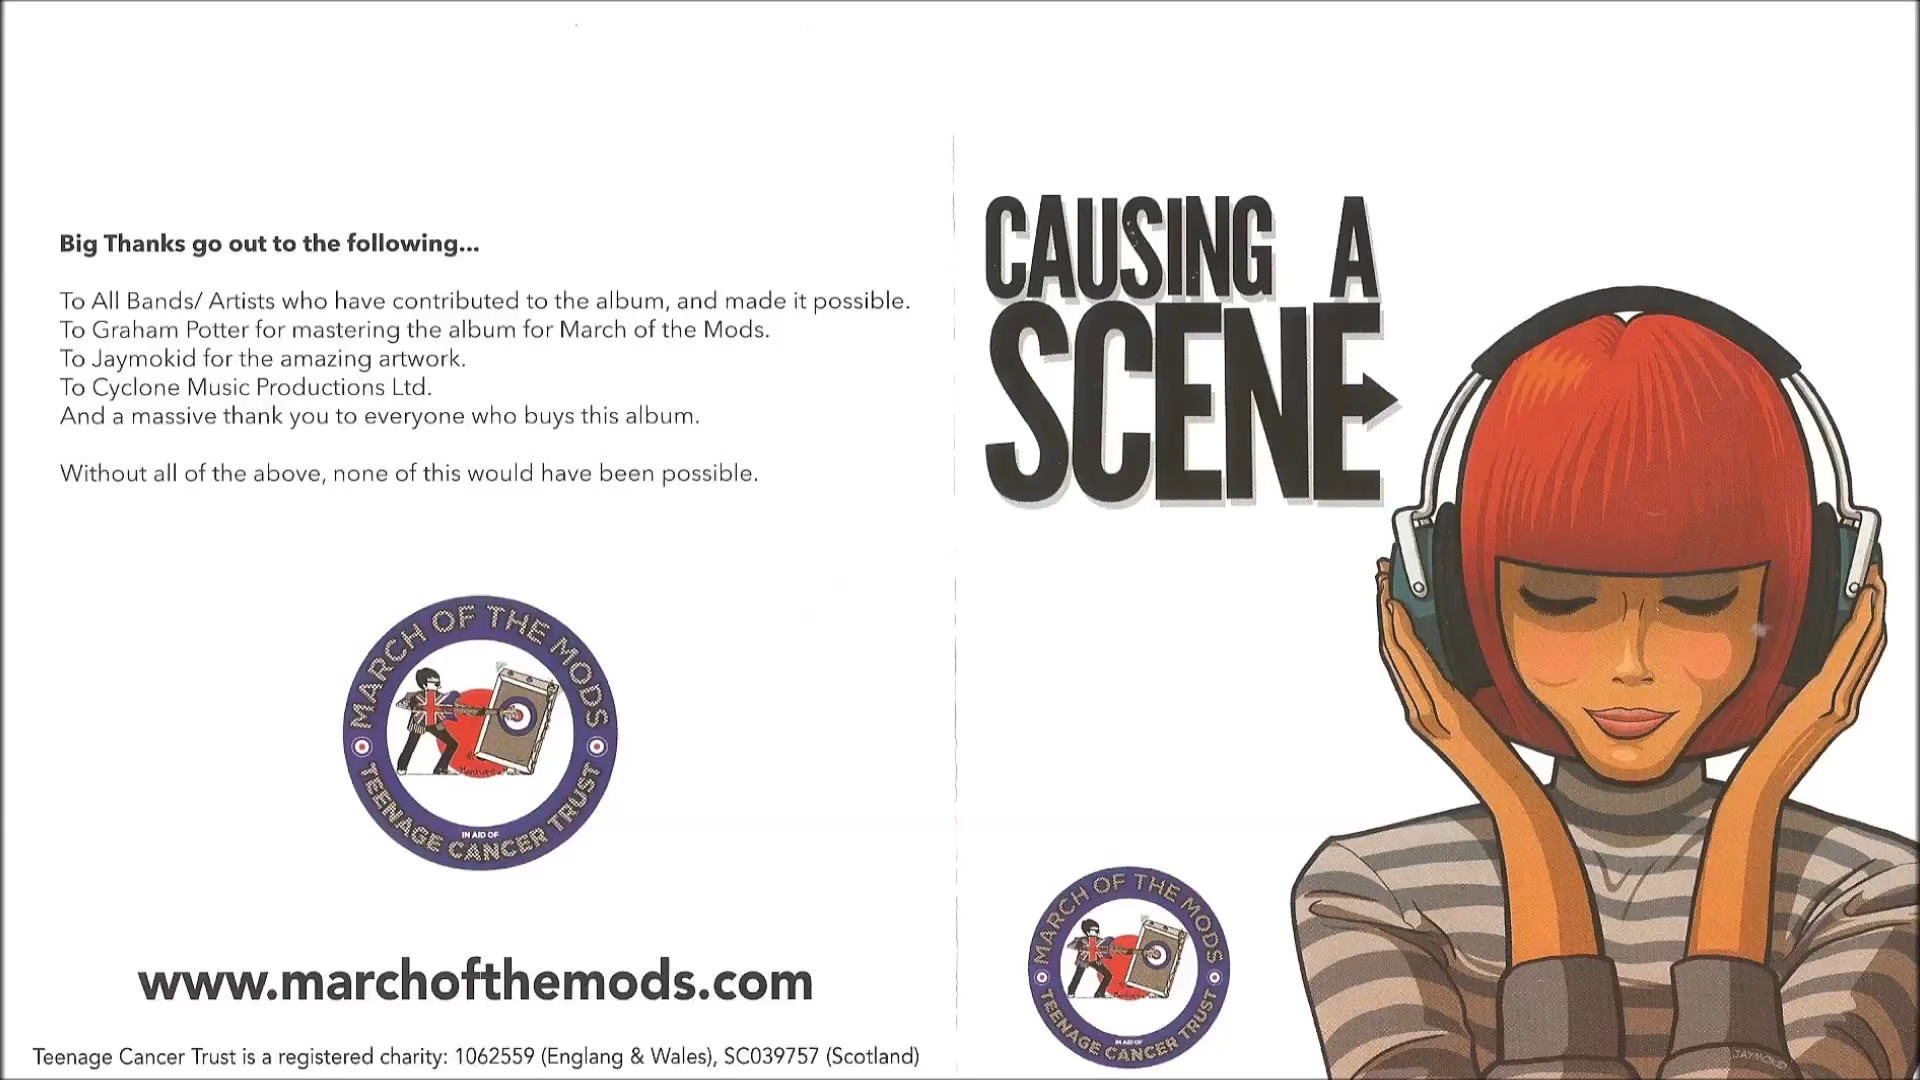 Big Thanks go out to the following...
To All Bands/ Artists who have contributed to the album, and made it possible.
To Graham Potter for mastering the album for March of the Mods.
To Jaymokid for the amazing artwork.
To Cyclone Music Productions Ltd.
And a massive thank you to everyone who buys this album.
Without all of the above, none of this would have been possible.
MARCH OF THE MODS
IN AID OF
TEENAGE CANCER TRUST
www.marchofthemods.com
Teenage Cancer Trust is a registered charity: 1062559 (Englang & Wales), SC039757 (Scotland)
CAUSING A
SCENE
MARCH OF THE MODS
IN AID OF
TEENAGE CANCER TRUST
JAYMOKID